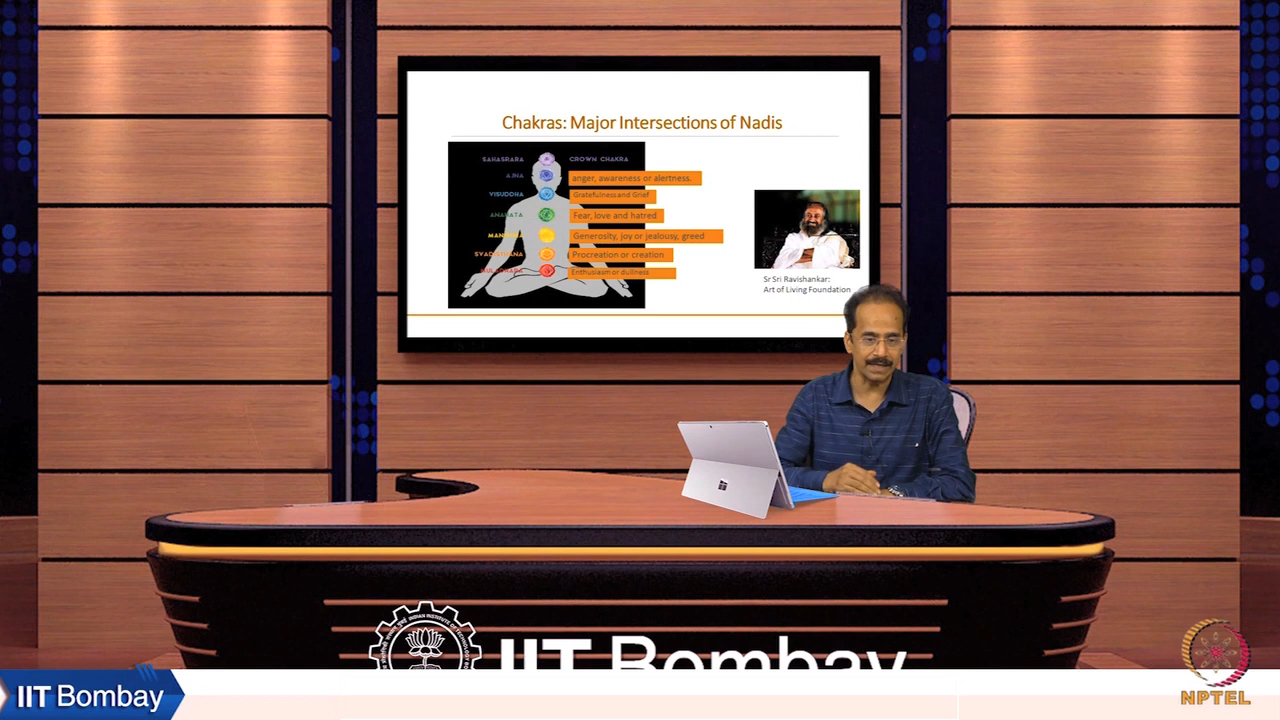 Chakras: Major Intersections of Nadis
SAHASRARA CROWN CHAKRA
AJNA anger, awareness or alertness.
VISUDDHA Gratefulness and Grief
ANAHATA Fear, love and hatred
Generosity, joy or jealousy, greed
Procreation or creation
Enthusiasm or dullness
Sr Sri Ravishankar:
Art of Living Foundation
IIT Bombay
IIT Bombay
NPTEL